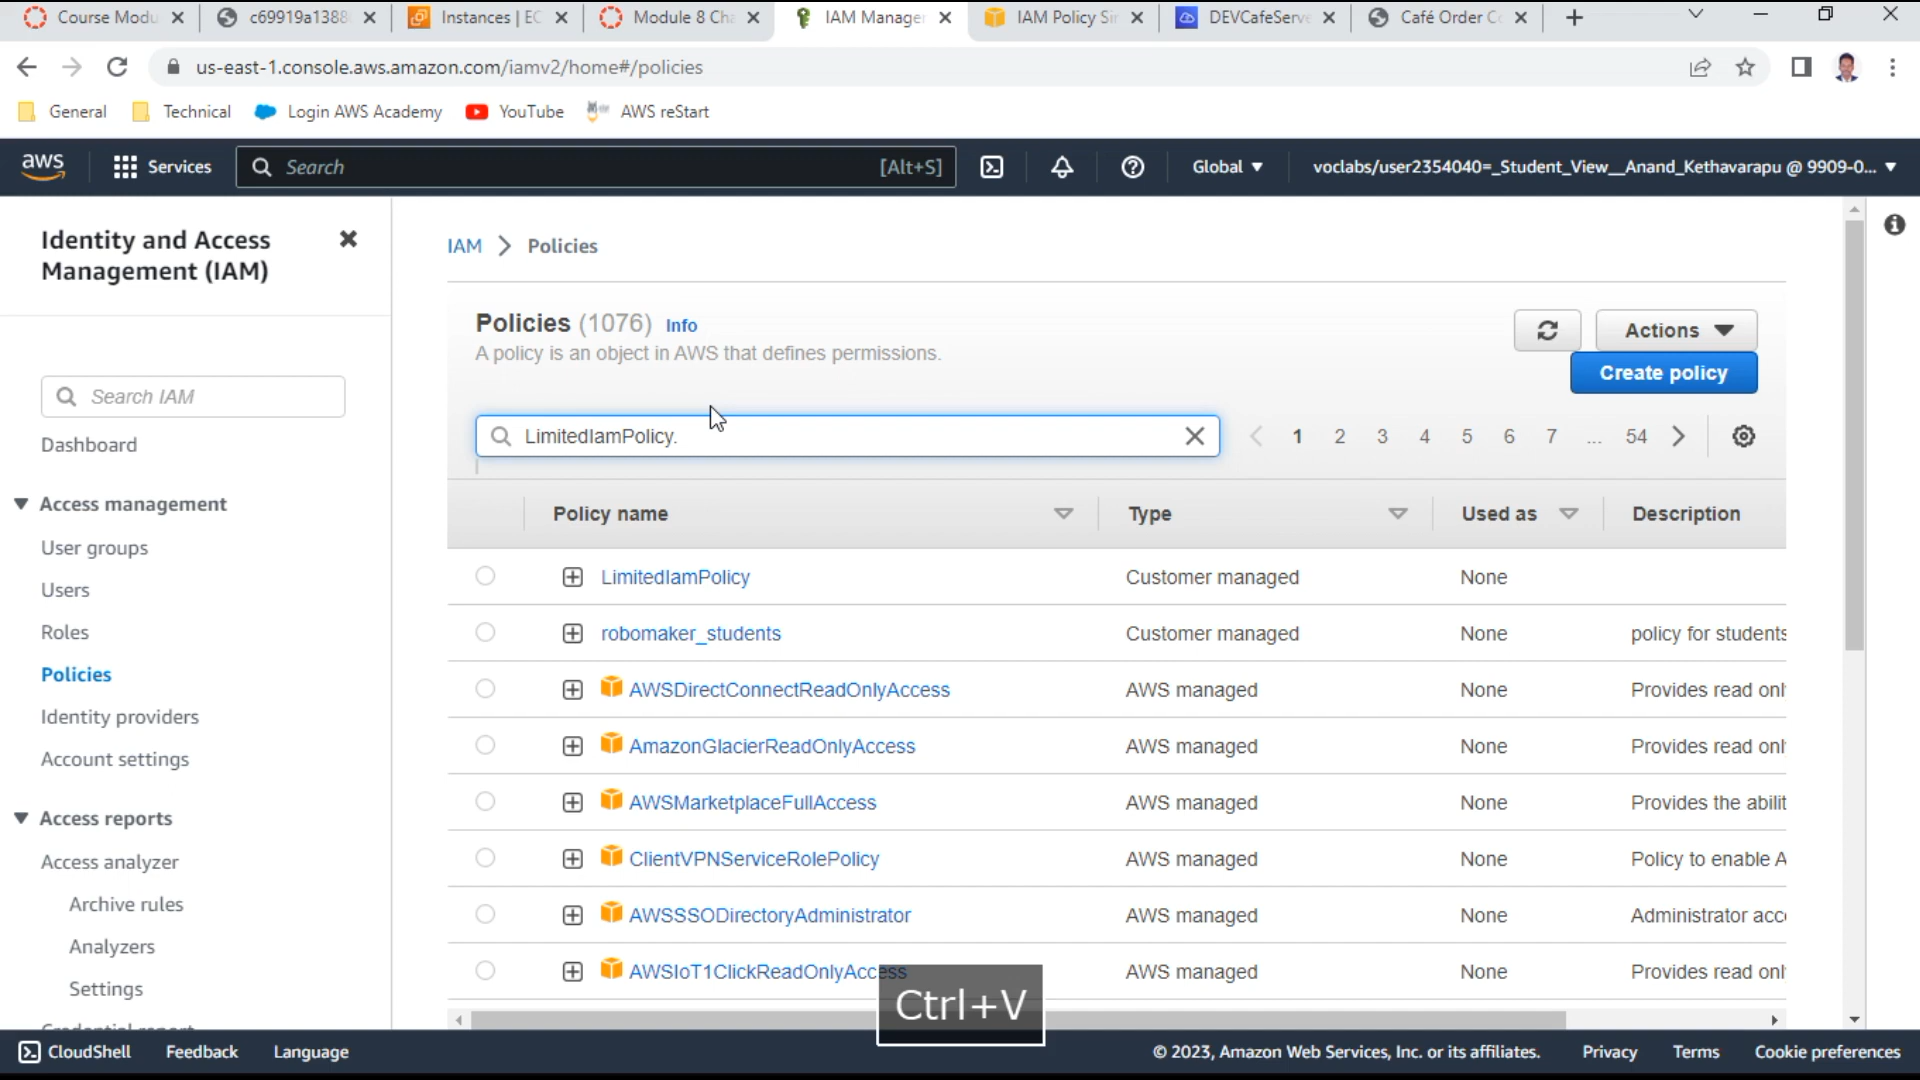 Course Modu
c69919a1388
Instances | EC
Module 8 Cha
IAM Manager
IAM Policy Sim
DEVCafeServe
Café Order Co
us-east-1.console.aws.amazon.com/iamv2/home#/policies
General
Technical
Login AWS Academy
YouTube
AWS reStart
aws
Services
Search
[Alt+S]
Global
voclabs/user2354040=_Student_View__Anand_Kethavarapu @ 9909-0...
Identity and Access
Management (IAM)
Search IAM
Dashboard
Access management
User groups
Users
Roles
Policies
Identity providers
Account settings
Access reports
Access analyzer
Archive rules
Analyzers
Settings
Credential report
IAM > Policies
Policies (1076) Info
A policy is an object in AWS that defines permissions.
Actions
Create policy
LimitedIamPolicy.
1 2 3 4 5 6 7 ... 54
Policy name Type Used as Description
LimitedIamPolicy Customer managed None
robomaker_students Customer managed None policy for students
AWSDirectConnectReadOnlyAccess AWS managed None Provides read onl
AmazonGlacierReadOnlyAccess AWS managed None Provides read onl
AWSMarketplaceFullAccess AWS managed None Provides the abilit
ClientVPNServiceRolePolicy AWS managed None Policy to enable A
AWSSSODirectoryAdministrator AWS managed None Administrator acc
AWSIoT1ClickReadOnlyAccess AWS managed None Provides read onl
Ctrl+V
CloudShell
Feedback
Language
© 2023, Amazon Web Services, Inc. or its affiliates.
Privacy
Terms
Cookie preferences